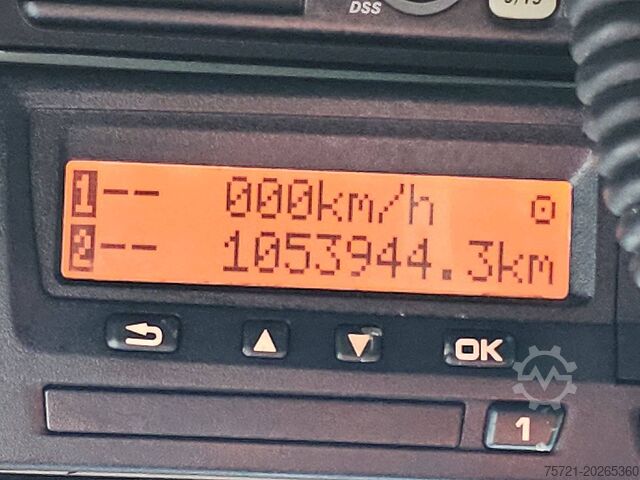 DSS
1-- 000km/h
2-- 1053944.3km
OK
1
75721-20265360